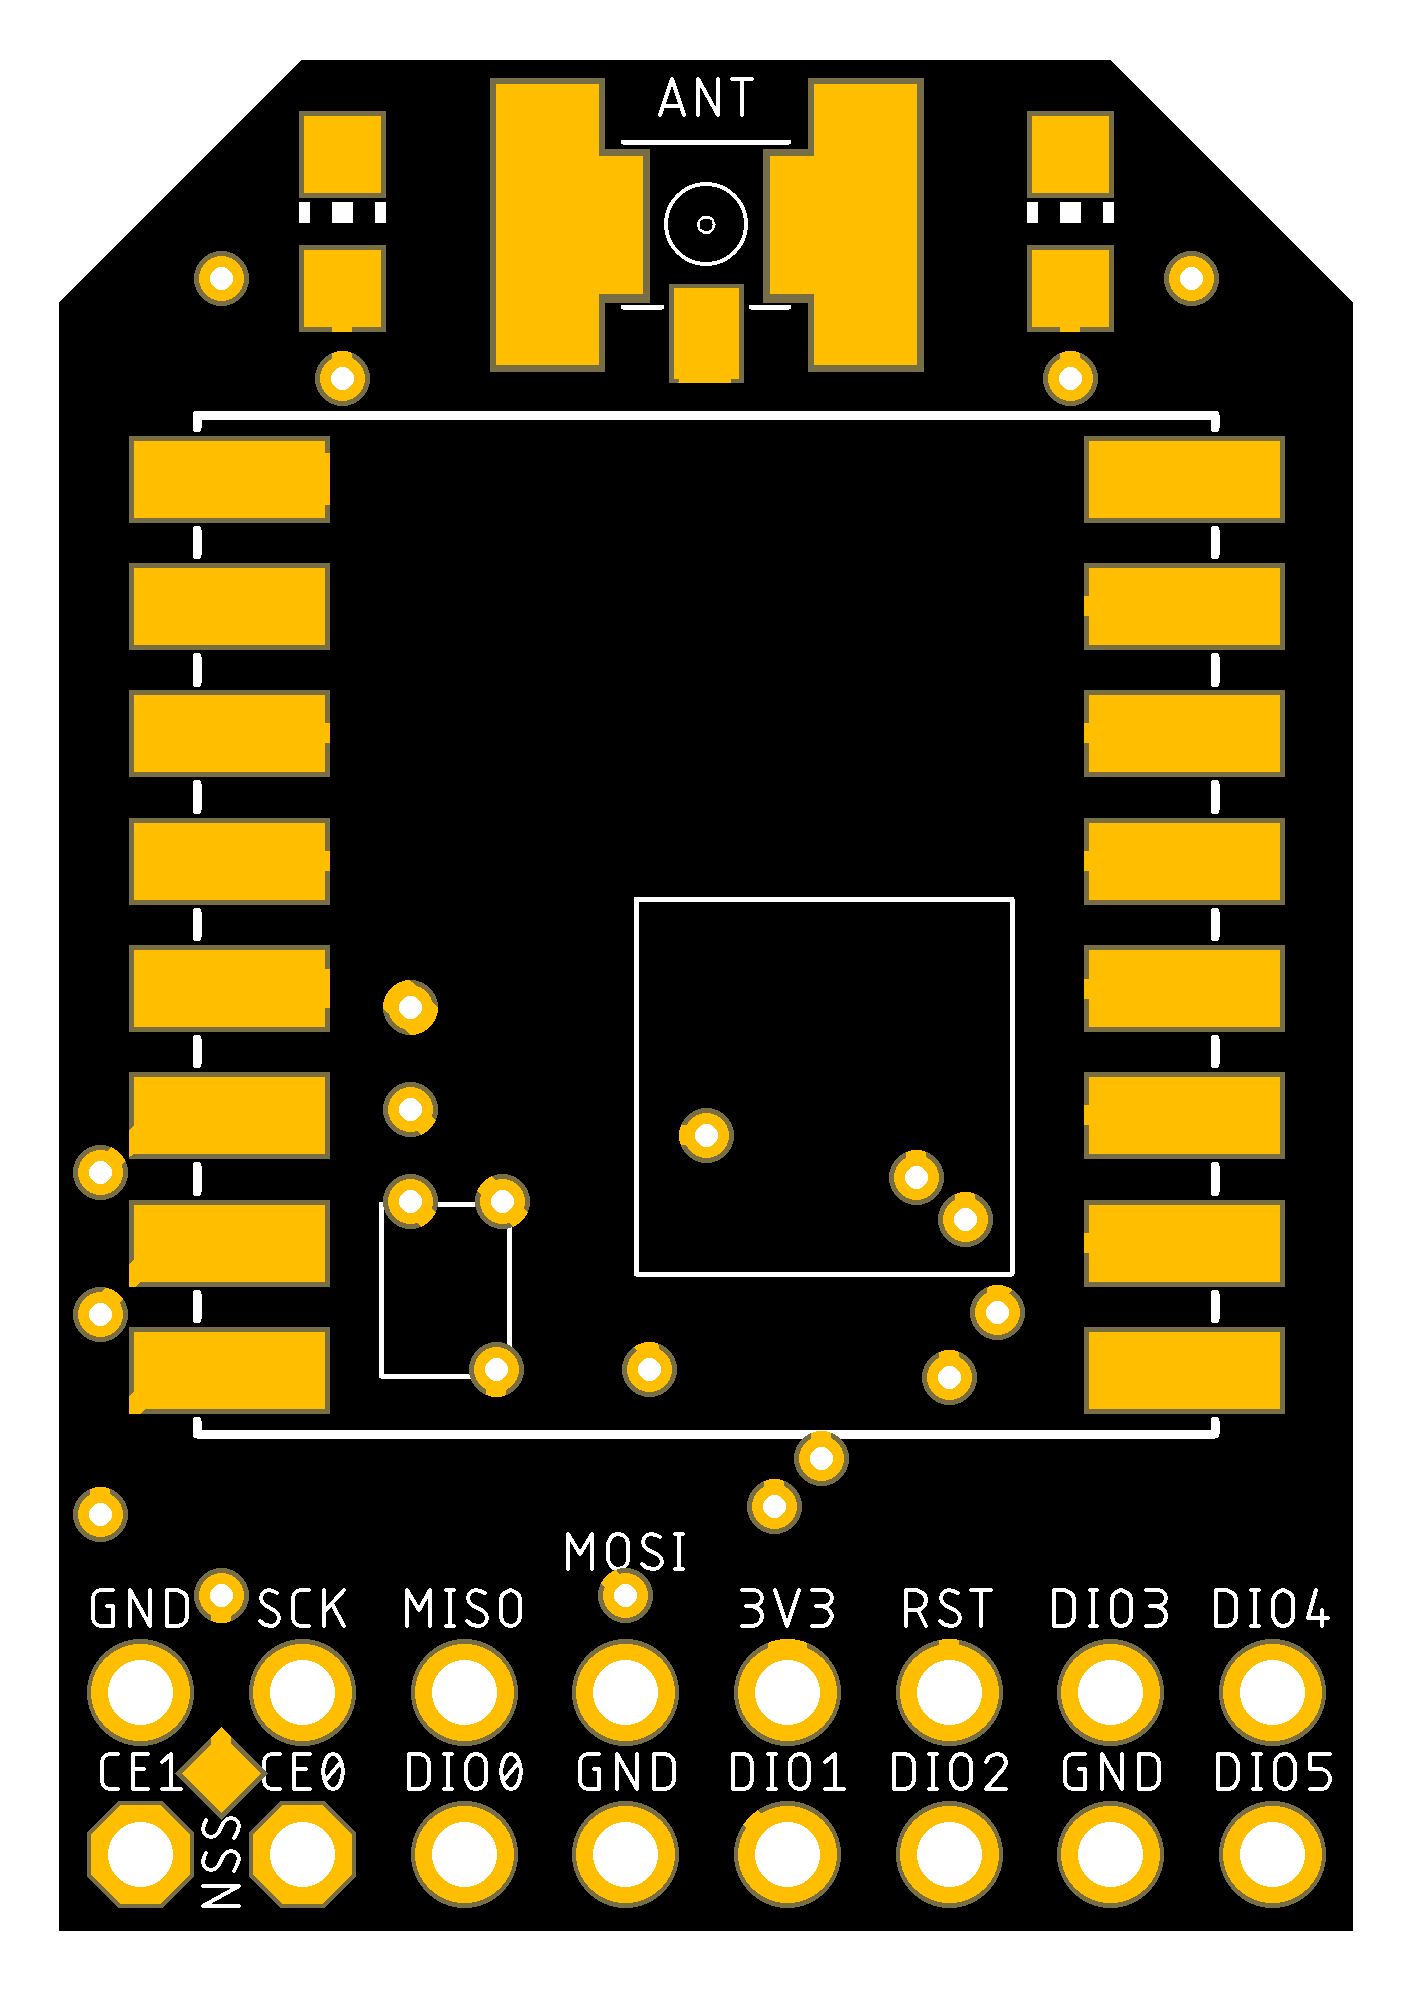 ANT
MOSI
GND SCK MISO 3V3 RST DIO3 DIO4
CE1 CE0 DIO0 GND DIO1 DIO2 GND DIO5
NSS